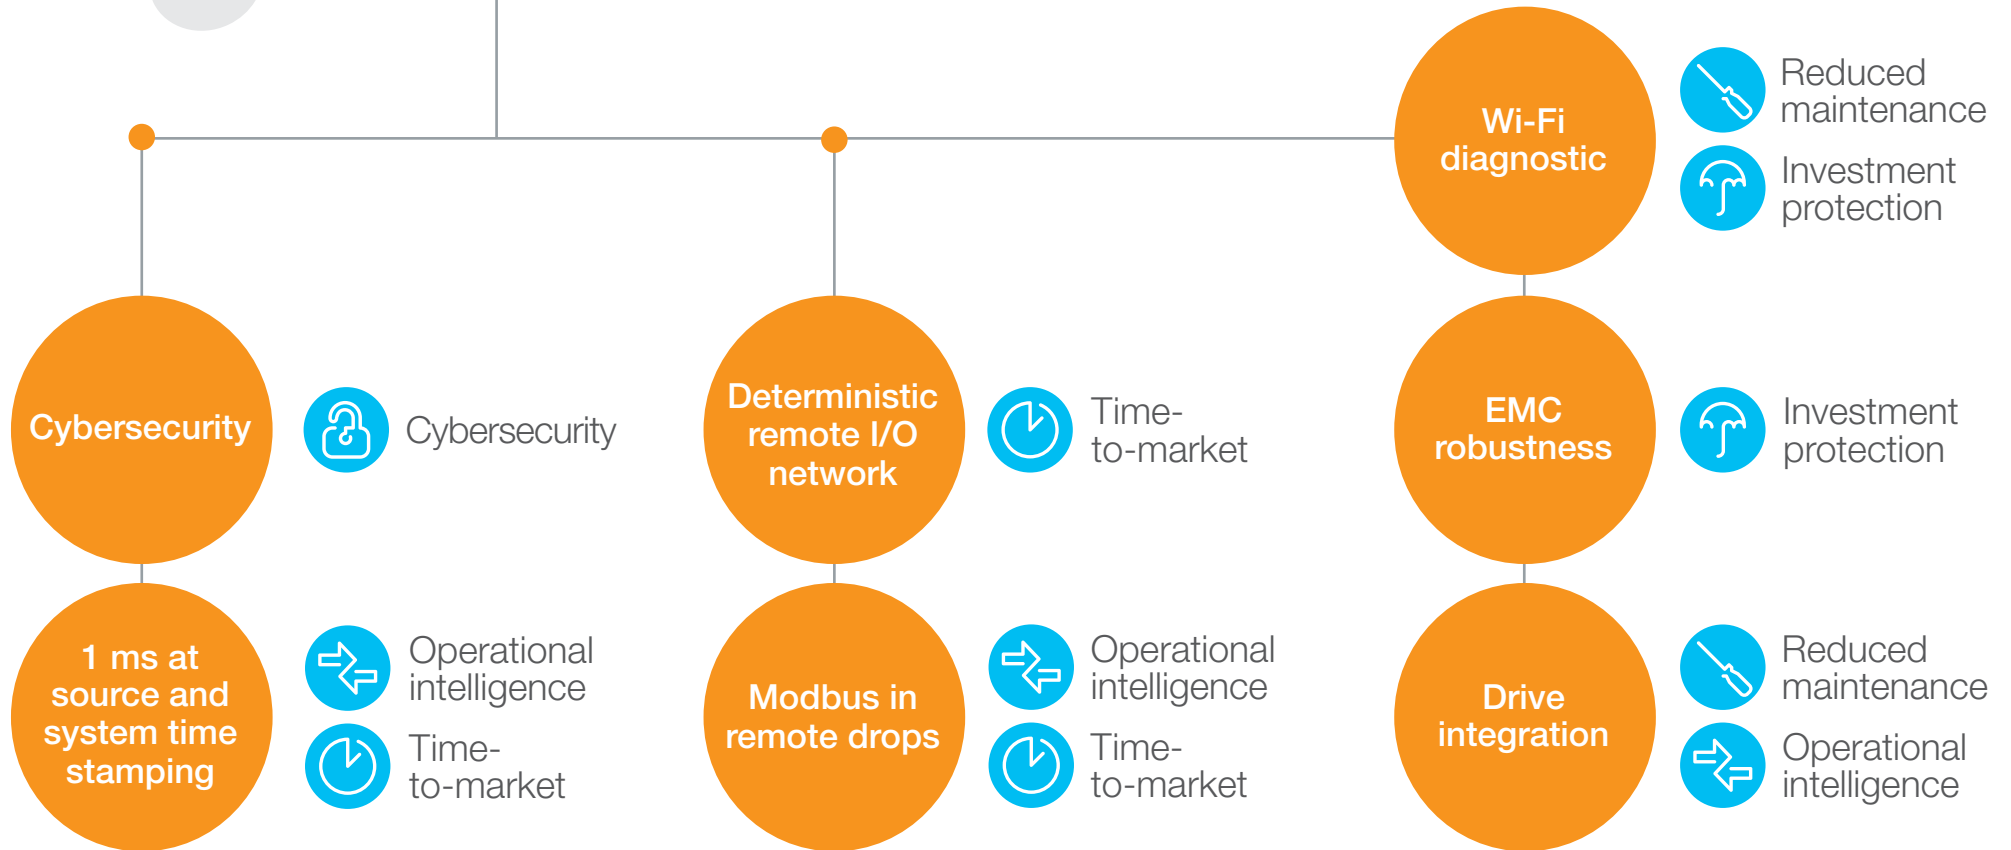 Wi-Fi
diagnostic
Reduced
maintenance
Investment
protection
Cybersecurity
Cybersecurity
Deterministic
remote I/O
network
Time-
to-market
EMC
robustness
Investment
protection
1 ms at
source and
system time
stamping
Operational
intelligence
Time-
to-market
Modbus in
remote drops
Operational
intelligence
Time-
to-market
Drive
integration
Reduced
maintenance
Operational
intelligence